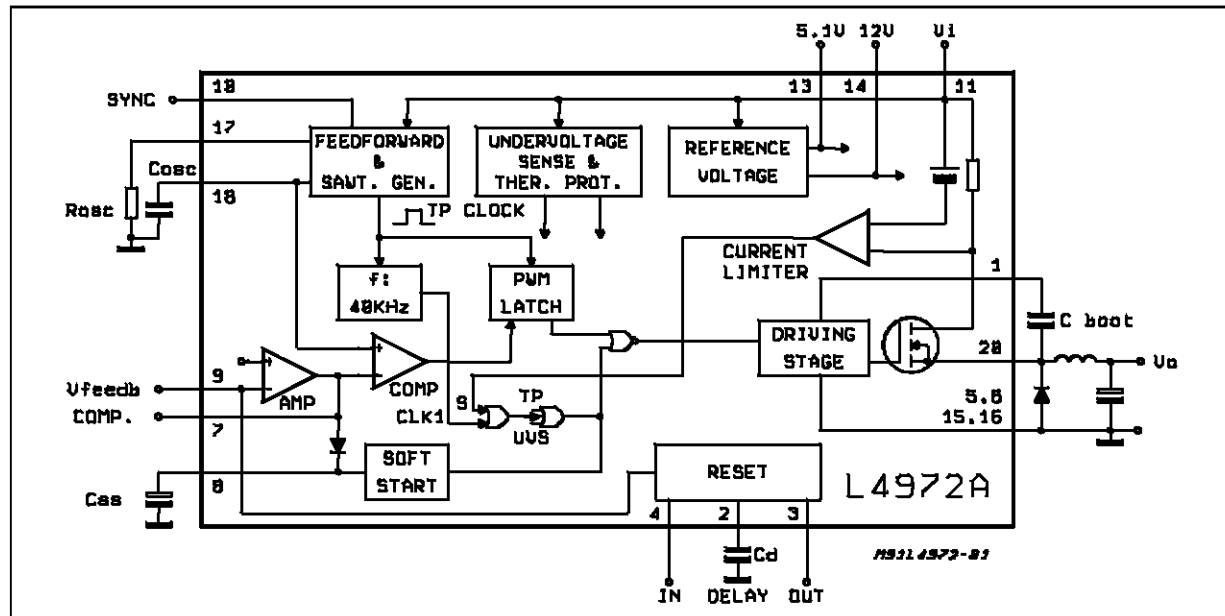 5.1V 12V Vi
10 13 14 11
SYNC
17
FEEDFORWARD
&
SAWT. GEN.
UNDERVOLTAGE
SENSE &
THER. PROT.
REFERENCE
VOLTAGE
Cosc
18
Rosc
TP CLOCK
CURRENT
LIMITER
1
f:
40KHz
PWM
LATCH
C boot
DRIVING
STAGE
20
Vo
9
Vfeedb
AMP
COMP
5.6
15.16
S
TP
CLK1
UVS
COMP.
7
SOFT
START
RESET
L4972A
8
Css
4 2 3
Cd
M91L4972-01
IN DELAY OUT